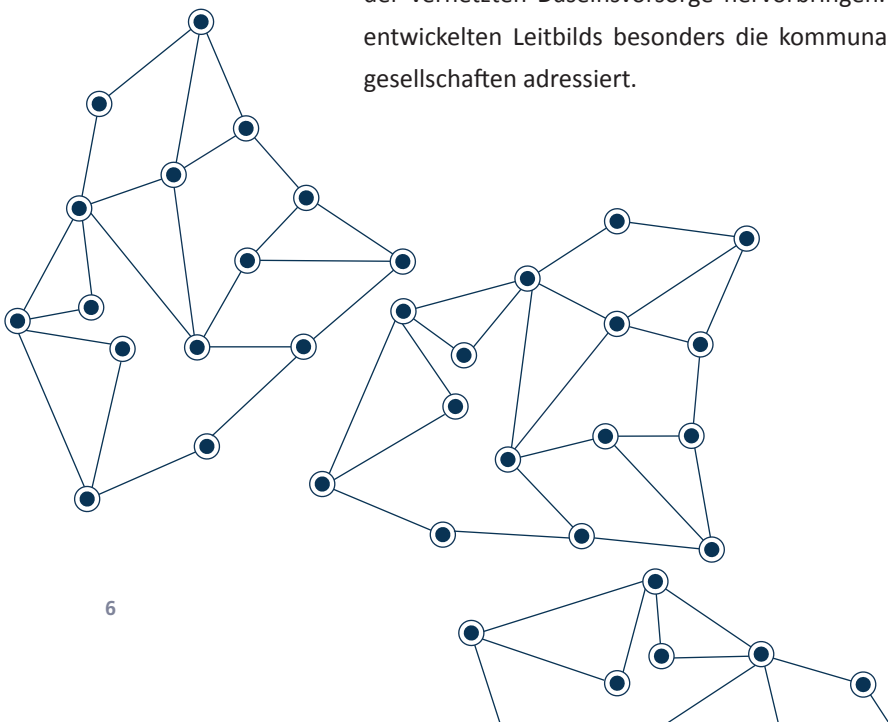 der vernetzten Daseinsvorsorge hervorbringen.
entwickelten Leitbilds besonders die kommuna
gesellschaften adressiert.
6